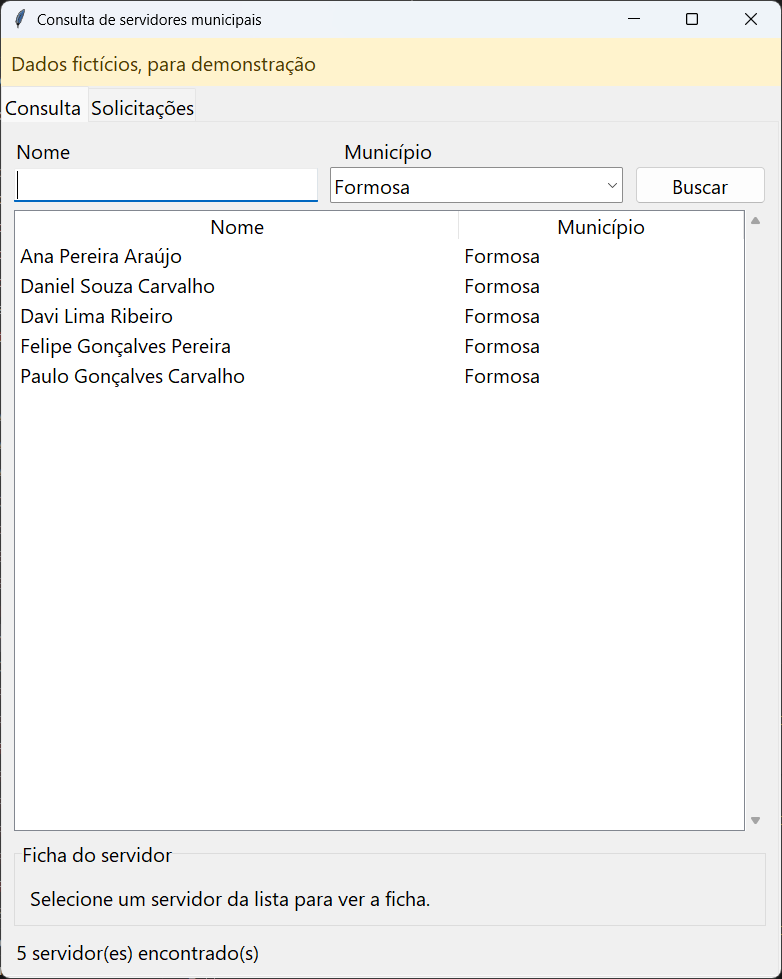 Consulta de servidores municipais
Dados fictícios, para demonstração
Consulta Solicitações
Nome Município
Formosa Buscar
Nome Município
Ana Pereira Araújo Formosa
Daniel Souza Carvalho Formosa
Davi Lima Ribeiro Formosa
Felipe Gonçalves Pereira Formosa
Paulo Gonçalves Carvalho Formosa
Ficha do servidor
Selecione um servidor da lista para ver a ficha.
5 servidor(es) encontrado(s)